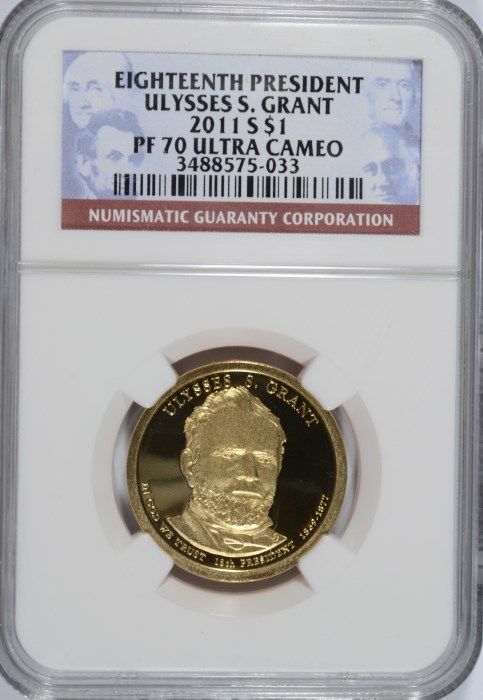 EIGHTEENTH PRESIDENT
ULYSSES S. GRANT
2011 S $1
PF 70 ULTRA CAMEO
3488575-033
NUMISMATIC GUARANTY CORPORATION
ULYSSES S. GRANT
IN GOD WE TRUST 18th PRESIDENT 1869-1877